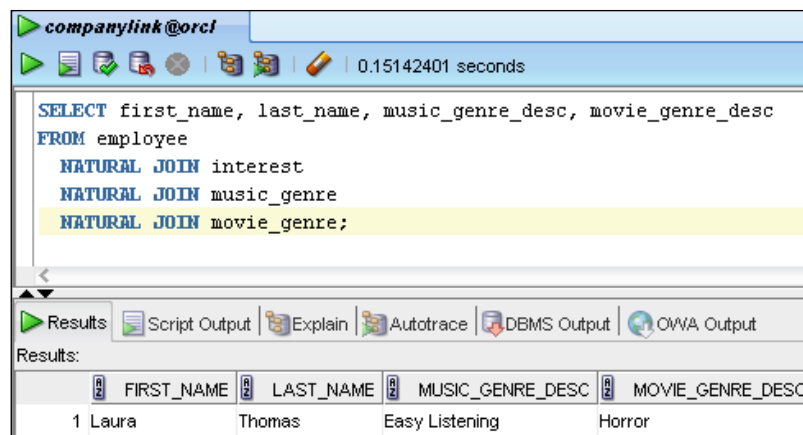 companylink@orcl
0.15142401 seconds
SELECT first_name, last_name, music_genre_desc, movie_genre_desc
FROM employee
NATURAL JOIN interest
NATURAL JOIN music_genre
NATURAL JOIN movie_genre;
Results Script Output Explain Autotrace DBMS Output OWA Output
Results:
FIRST_NAME LAST_NAME MUSIC_GENRE_DESC MOVIE_GENRE_DESC
1 Laura Thomas Easy Listening Horror